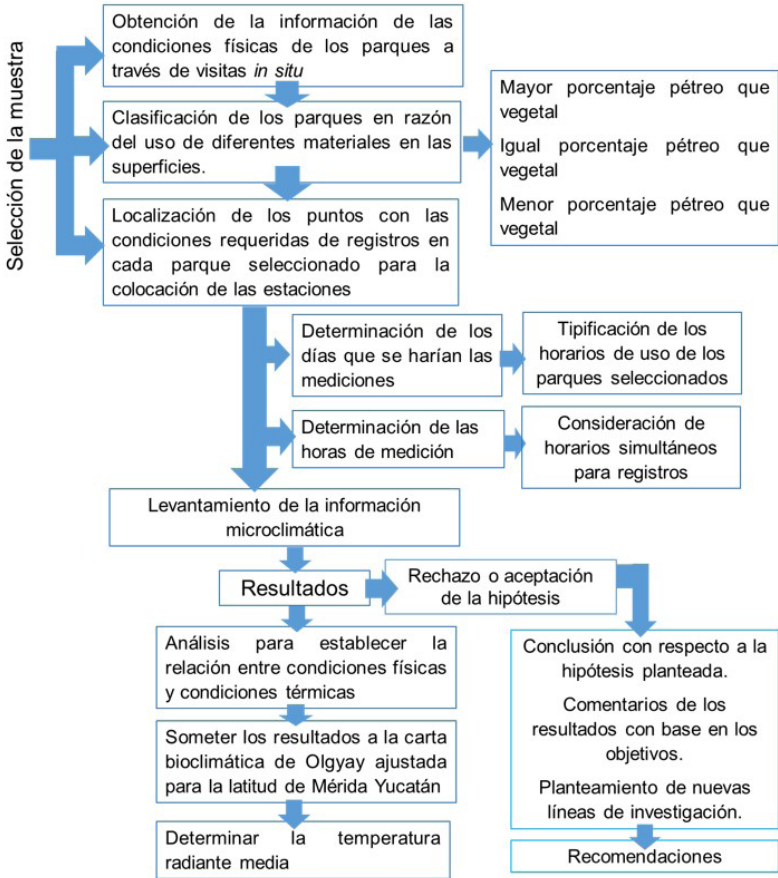 Selección de la muestra
Obtención de la información de las
condiciones físicas de los parques a
través de visitas in situ
Clasificación de los parques en razón
del uso de diferentes materiales en las
superficies.
Mayor porcentaje pétreo que
vegetal
Igual porcentaje pétreo que
vegetal
Menor porcentaje pétreo que
vegetal
Localización de los puntos con las
condiciones requeridas de registros en
cada parque seleccionado para la
colocación de las estaciones
Determinación de los
días que se harían las
mediciones
Tipificación de los
horarios de uso de los
parques seleccionados
Determinación de las
horas de medición
Consideración de
horarios simultáneos
para registros
Levantamiento de la información
microclimática
Resultados
Rechazo o aceptación
de la hipótesis
Análisis para establecer la
relación entre condiciones físicas
y condiciones térmicas
Someter los resultados a la carta
bioclimática de Olgyay ajustada
para la latitud de Mérida Yucatán
Determinar la temperatura
radiante media
Conclusión con respecto a la
hipótesis planteada.
Comentarios de los
resultados con base en los
objetivos.
Planteamiento de nuevas
líneas de investigación.
Recomendaciones